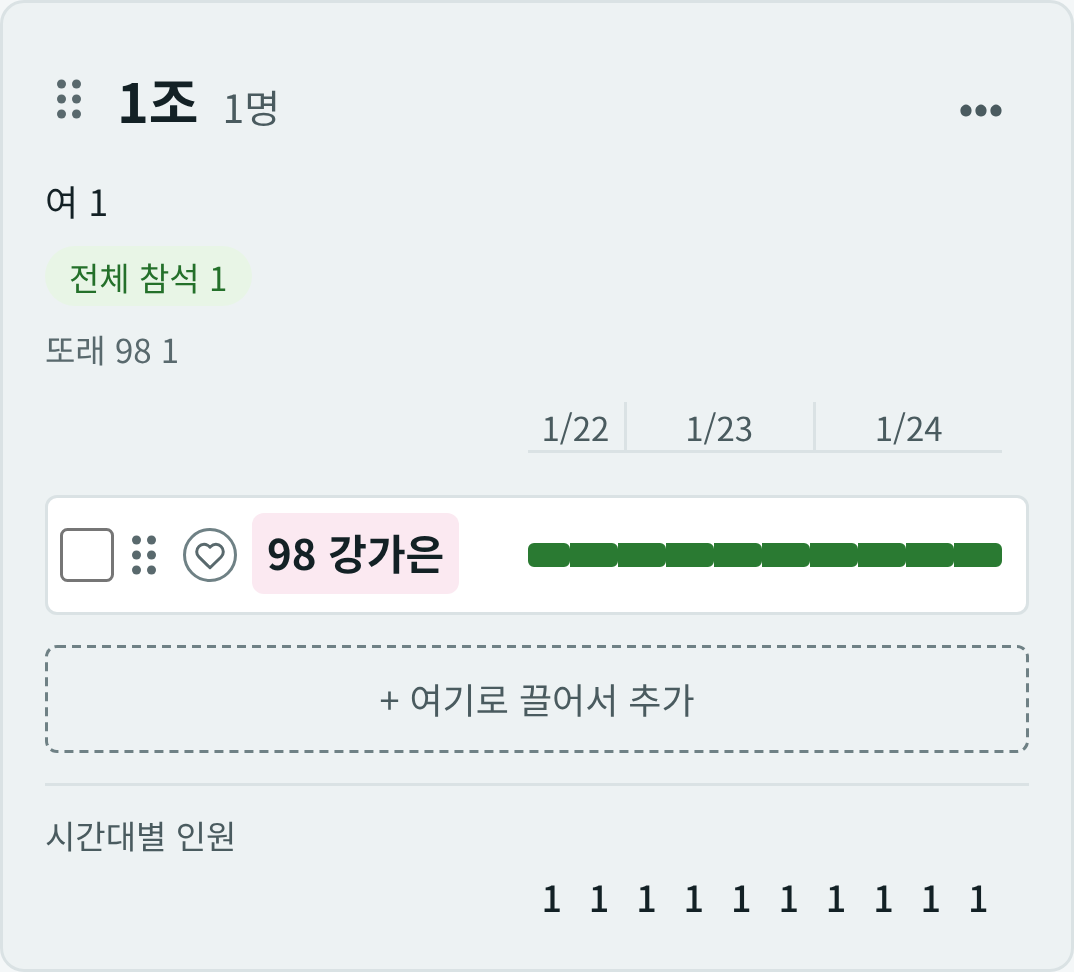 1조 1명
여 1
전체 참석 1
또래 98 1
1/22 1/23 1/24
98 강가은
+ 여기로 끌어서 추가
시간대별 인원
1 1 1 1 1 1 1 1 1 1